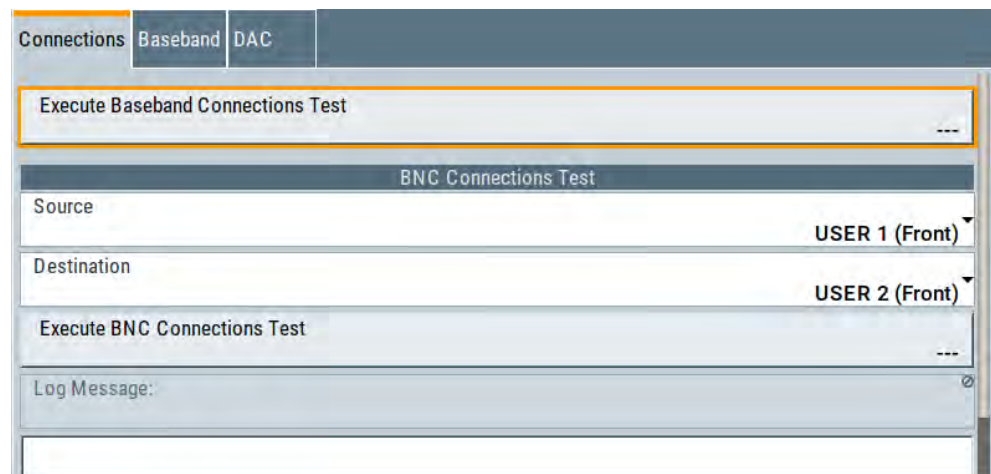 Connections Baseband DAC
Execute Baseband Connections Test
---
BNC Connections Test
Source
USER 1 (Front)
Destination
USER 2 (Front)
Execute BNC Connections Test
---
Log Message: